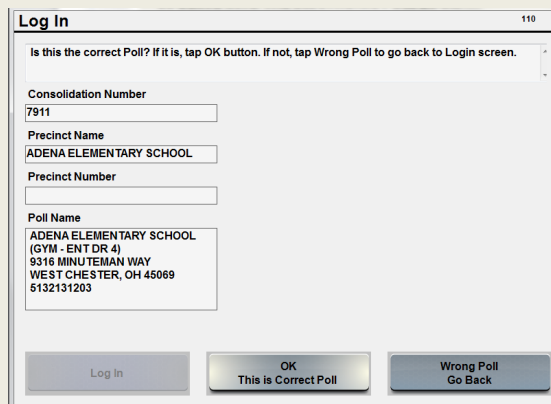 Log In
110
Is this the correct Poll? If it is, tap OK button. If not, tap Wrong Poll to go back to Login screen.
Consolidation Number
7911
Precinct Name
ADENA ELEMENTARY SCHOOL
Precinct Number
Poll Name
ADENA ELEMENTARY SCHOOL
(GYM - ENT DR 4)
9316 MINUTEMAN WAY
WEST CHESTER, OH 45069
5132131203
Log In
OK
This is Correct Poll
Wrong Poll
Go Back